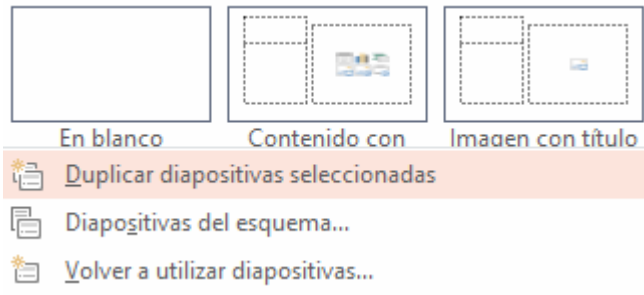 En blanco
Contenido con
Imagen con título
Duplicar diapositivas seleccionadas
Diapositivas del esquema...
Volver a utilizar diapositivas...